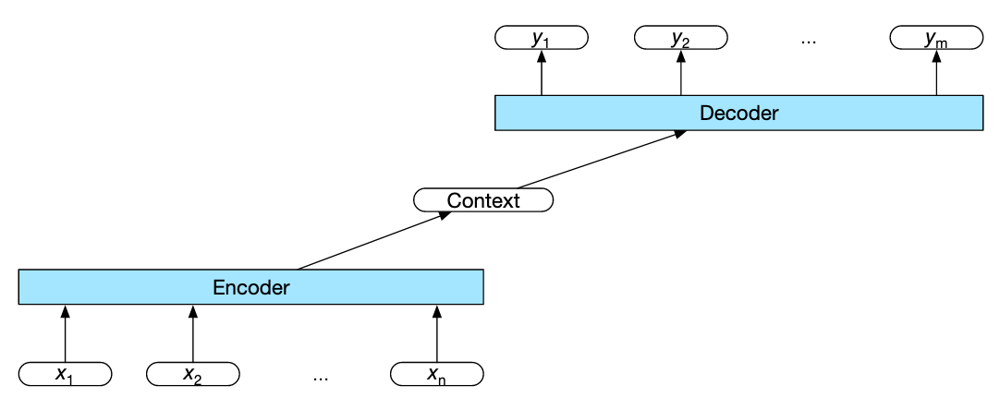 y₁ y₂ ... yₘ
Decoder
Context
Encoder
x₁ x₂ ... xₙ